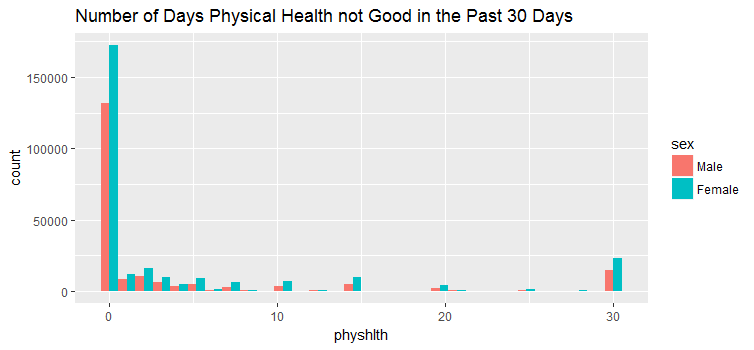 Number of Days Physical Health not Good in the Past 30 Days
150000
100000
50000
0
count
0
10
20
30
physhlth
sex
Male
Female